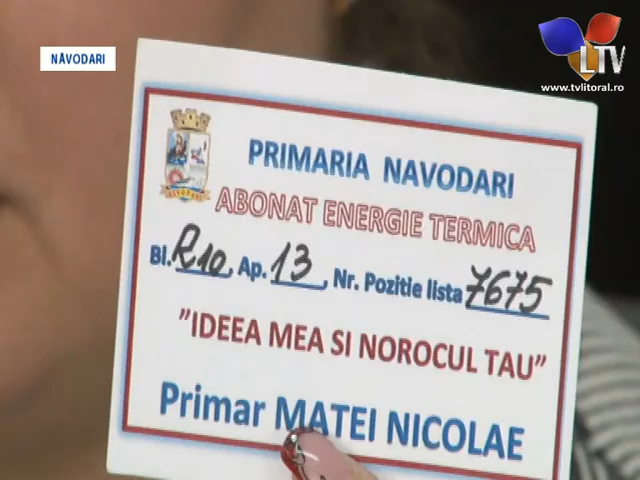 NĂVODARI
LTV
www.tvlitoral.ro
PRIMARIA NAVODARI
ABONAT ENERGIE TERMICA
Bl. R10, Ap. 13, Nr. Pozitie lista 7675
"IDEEA MEA SI NOROCUL TAU"
Primar MATEI NICOLAE